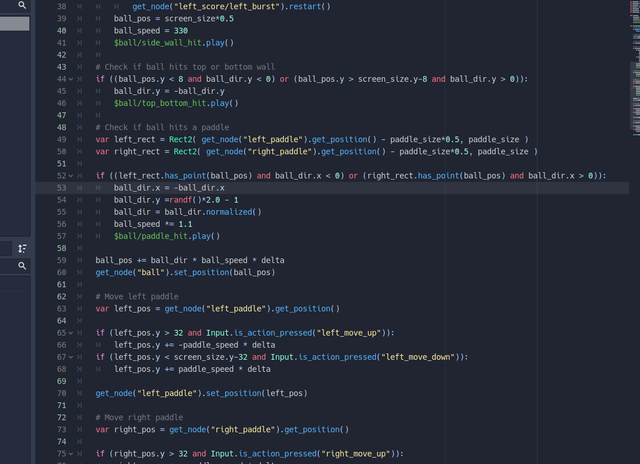 38 get_node("left_score/left_burst").restart()
39 ball_pos = screen_size*0.5
40 ball_speed = 330
41 $ball/side_wall_hit.play()
42
43 # Check if ball hits top or bottom wall
44 if ((ball_pos.y < 8 and ball_dir.y < 0) or (ball_pos.y > screen_size.y-8 and ball_dir.y > 0)):
45 ball_dir.y = -ball_dir.y
46 $ball/top_bottom_hit.play()
47
48 # Check if ball hits a paddle
49 var left_rect = Rect2( get_node("left_paddle").get_position() - paddle_size*0.5, paddle_size )
50 var right_rect = Rect2( get_node("right_paddle").get_position() - paddle_size*0.5, paddle_size )
51
52 if ((left_rect.has_point(ball_pos) and ball_dir.x < 0) or (right_rect.has_point(ball_pos) and ball_dir.x > 0)):
53 ball_dir.x = -ball_dir.x
54 ball_dir.y =randf()*2.0 - 1
55 ball_dir = ball_dir.normalized()
56 ball_speed *= 1.1
57 $ball/paddle_hit.play()
58
59 ball_pos += ball_dir * ball_speed * delta
60 get_node("ball").set_position(ball_pos)
61
62 # Move left paddle
63 var left_pos = get_node("left_paddle").get_position()
64
65 if (left_pos.y > 32 and Input.is_action_pressed("left_move_up")):
66 left_pos.y += -paddle_speed * delta
67 if (left_pos.y < screen_size.y-32 and Input.is_action_pressed("left_move_down")):
68 left_pos.y += paddle_speed * delta
69
70 get_node("left_paddle").set_position(left_pos)
71
72 # Move right paddle
73 var right_pos = get_node("right_paddle").get_position()
74
75 if (right_pos.y > 32 and Input.is_action_pressed("right_move_up")):